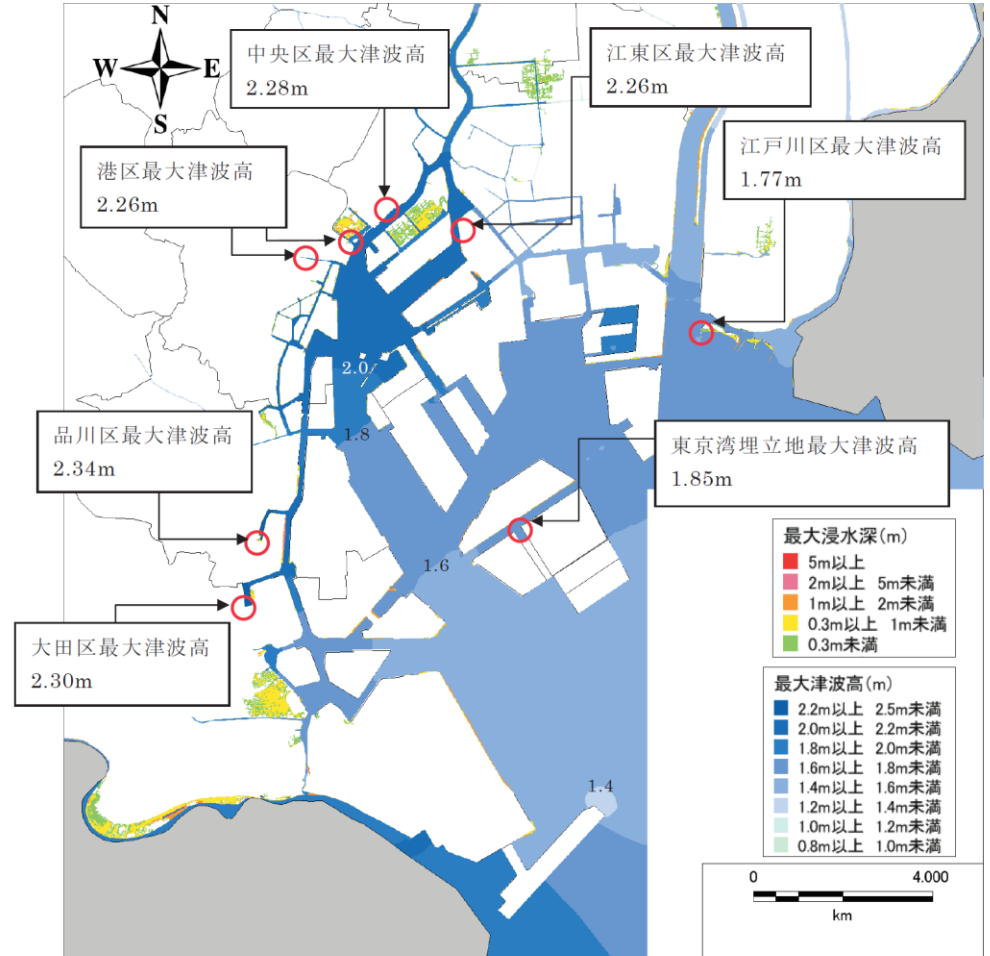 N
W E
S
中央区最大津波高
2.28m
江東区最大津波高
2.26m
港区最大津波高
2.26m
江戸川区最大津波高
1.77m
2.0
1.8
品川区最大津波高
2.34m
東京湾埋立地最大津波高
1.85m
1.6
大田区最大津波高
2.30m
1.4
最大浸水深(m)
5m以上
2m以上 5m未満
1m以上 2m未満
0.3m以上 1m未満
0.3m未満
最大津波高(m)
2.2m以上 2.5m未満
2.0m以上 2.2m未満
1.8m以上 2.0m未満
1.6m以上 1.8m未満
1.4m以上 1.6m未満
1.2m以上 1.4m未満
1.0m以上 1.2m未満
0.8m以上 1.0m未満
0 4.000
km